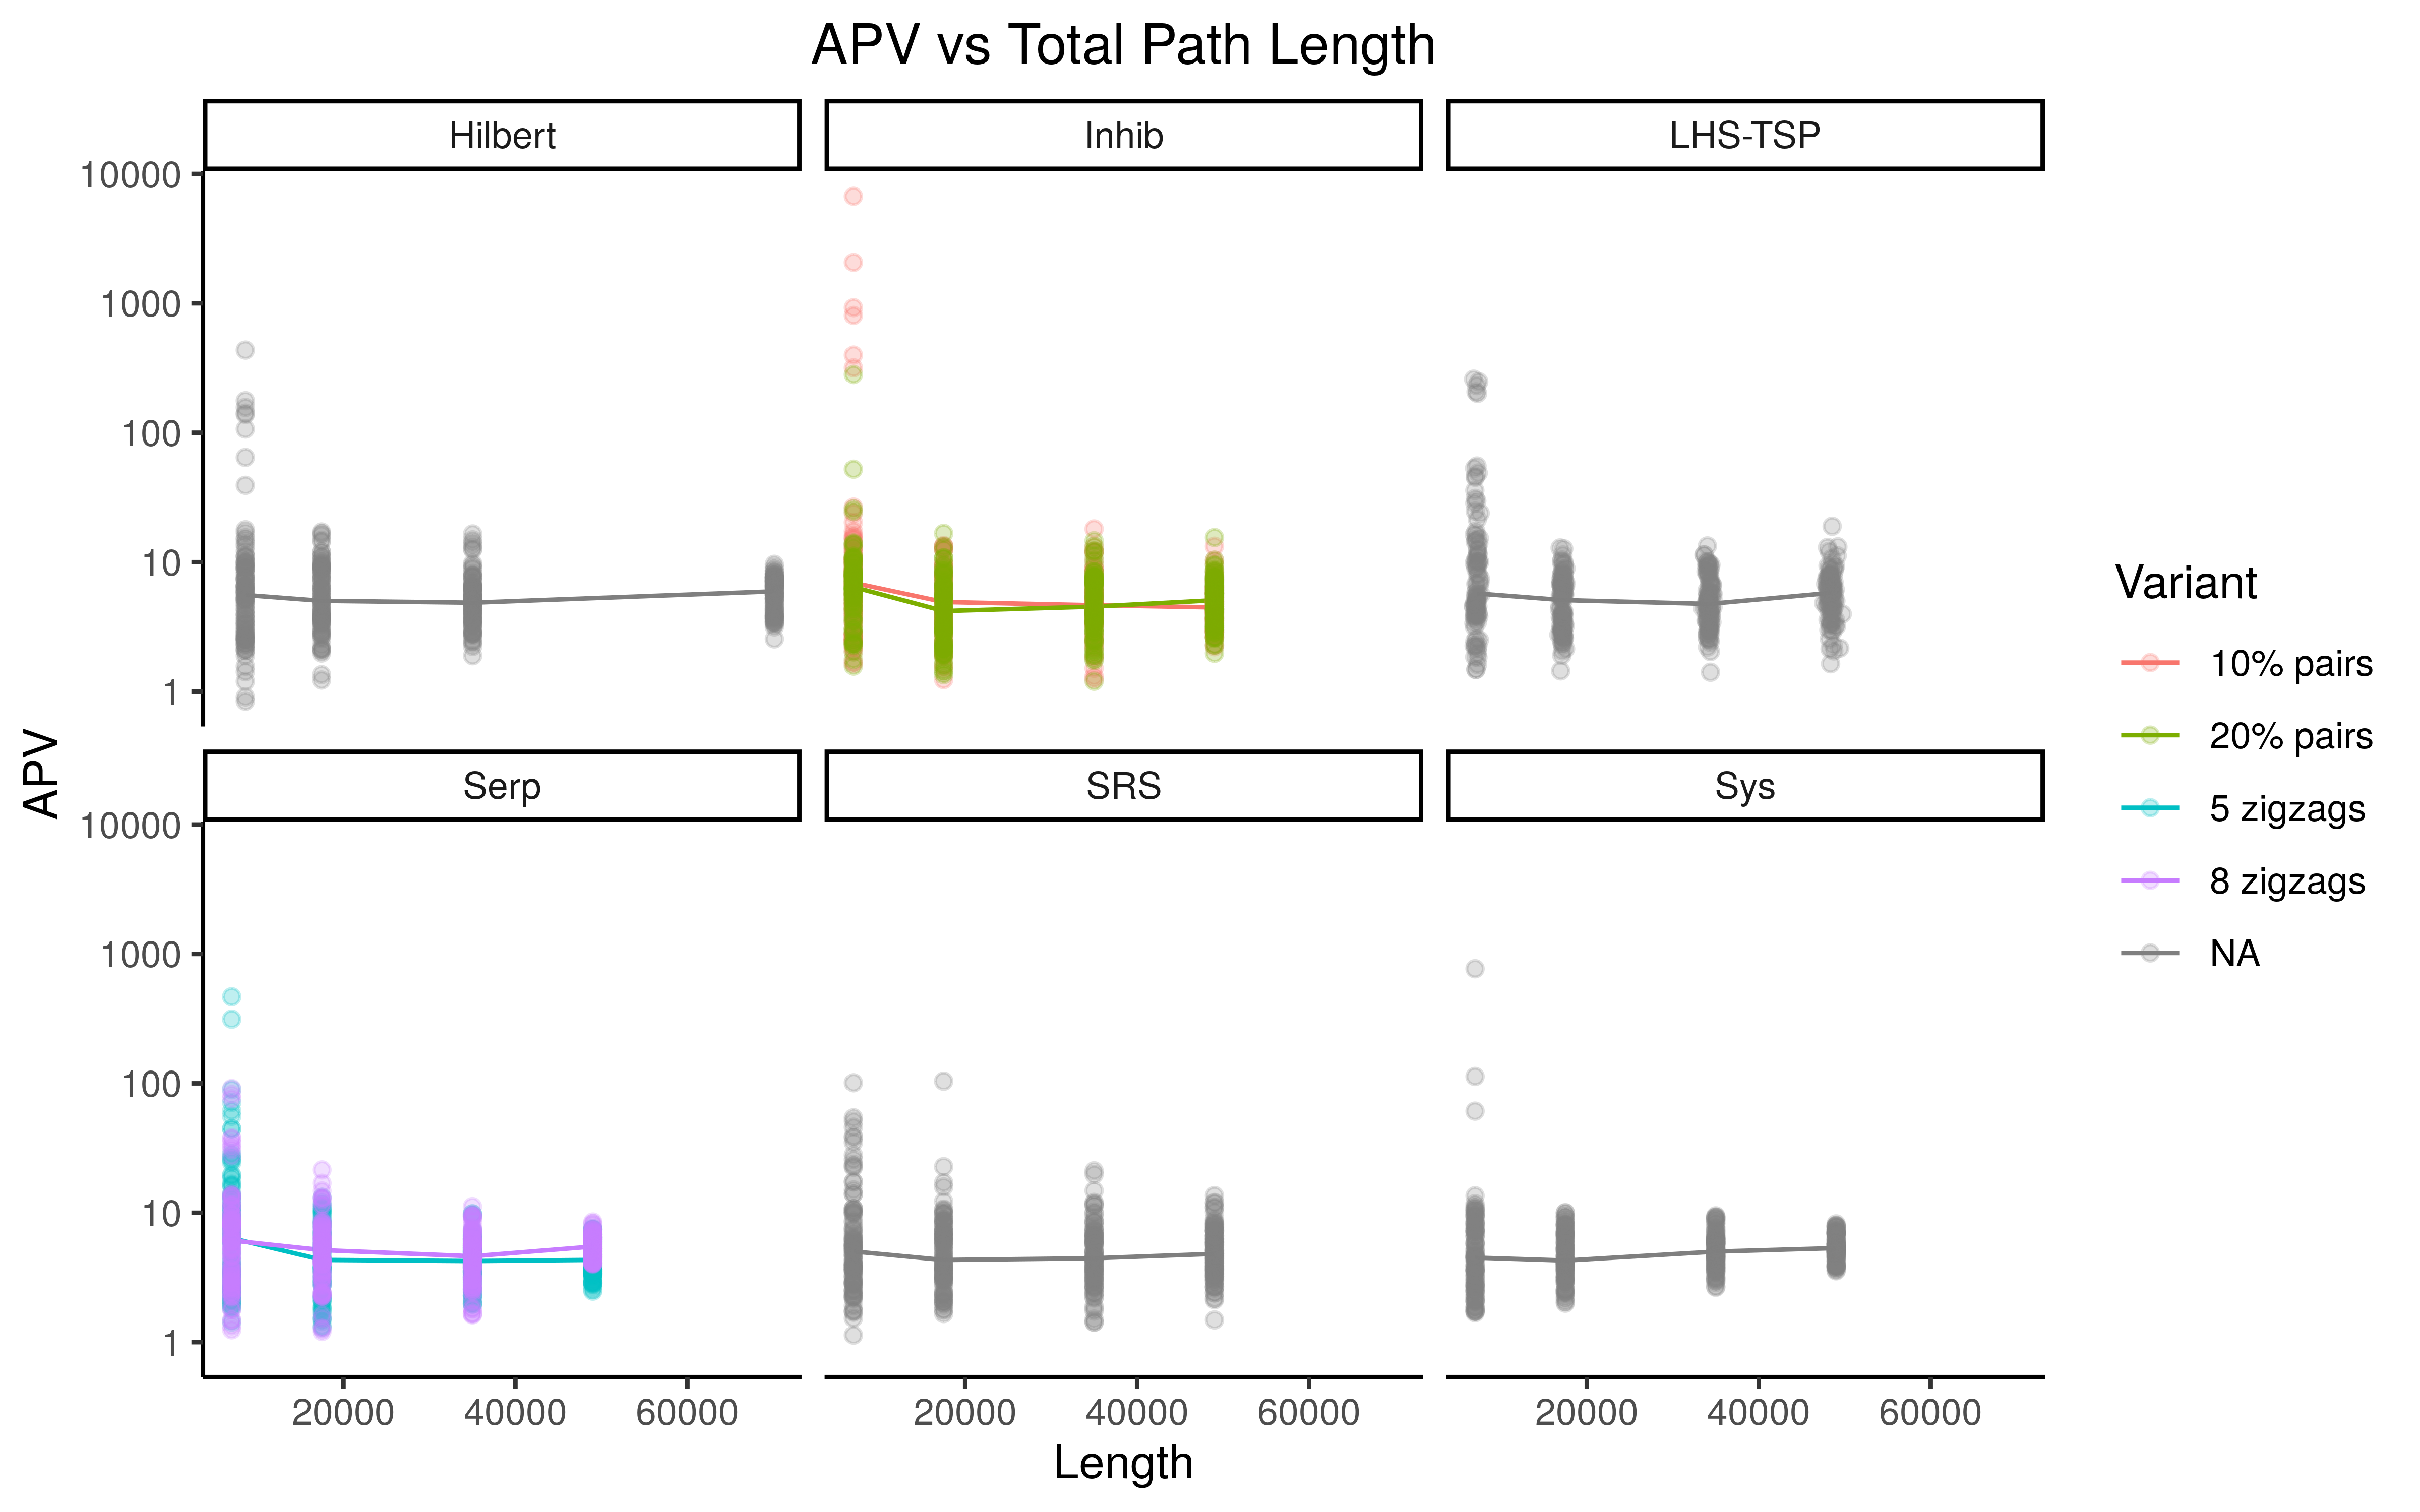 APV vs Total Path Length
Hilbert
Inhib
LHS-TSP
10000
1000
100
10
1
Serp
SRS
Sys
10000
1000
100
10
1
20000 40000 60000
20000 40000 60000
20000 40000 60000
Length
APV
Variant
10% pairs
20% pairs
5 zigzags
8 zigzags
NA